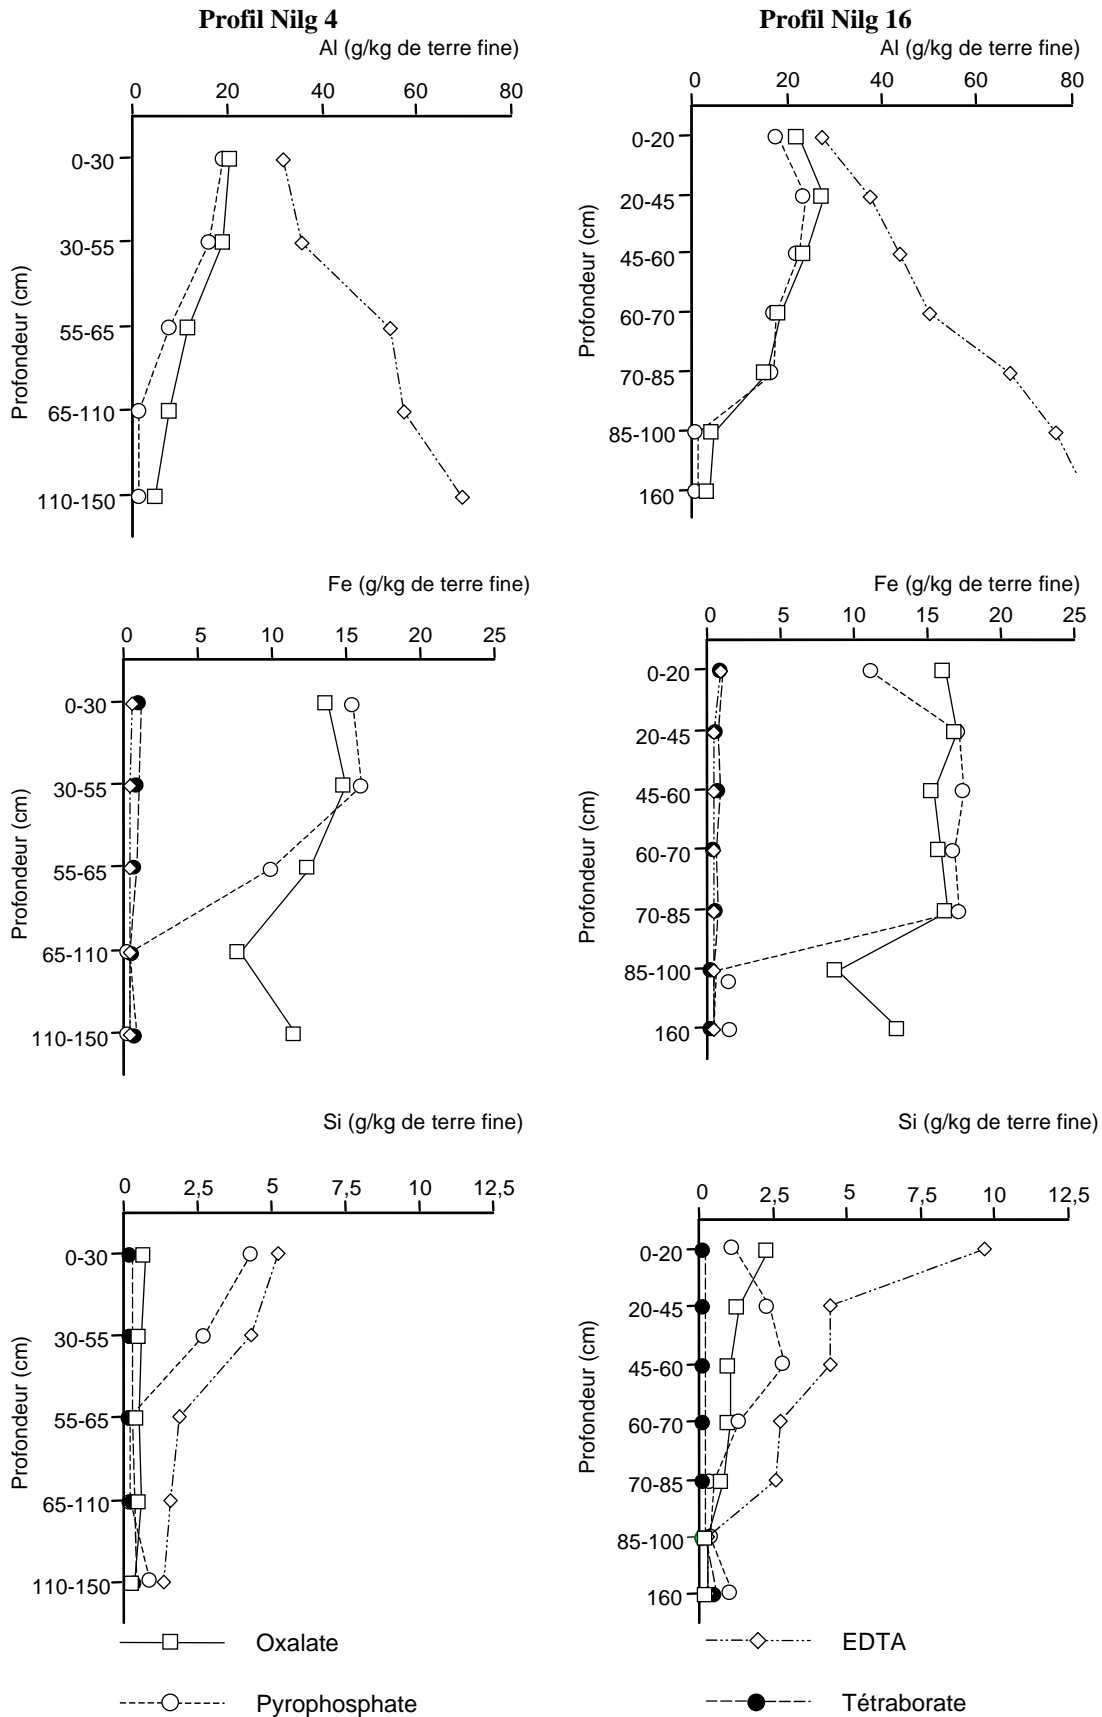 Profil Nilg 4
Profil Nilg 16
Al (g/kg de terre fine)
0 20 40 60 80
Profondeur (cm)
0-30
30-55
55-65
65-110
110-150
Al (g/kg de terre fine)
0 20 40 60 80
Profondeur (cm)
0-20
20-45
45-60
60-70
70-85
85-100
160
Fe (g/kg de terre fine)
0 5 10 15 20 25
Profondeur (cm)
0-30
30-55
55-65
65-110
110-150
Fe (g/kg de terre fine)
0 5 10 15 20 25
Profondeur (cm)
0-20
20-45
45-60
60-70
70-85
85-100
160
Si (g/kg de terre fine)
0 2,5 5 7,5 10 12,5
Profondeur (cm)
0-30
30-55
55-65
65-110
110-150
Si (g/kg de terre fine)
0 2,5 5 7,5 10 12,5
Profondeur (cm)
0-20
20-45
45-60
60-70
70-85
85-100
160
Oxalate
EDTA
Pyrophosphate
Tétraborate